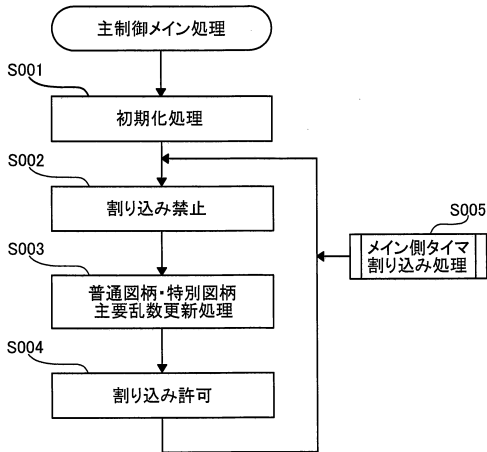 主制御メイン処理
S001
初期化処理
S002
割り込み禁止
S005
メイン側タイマ
割り込み処理
S003
普通図柄・特別図柄
主要乱数更新処理
S004
割り込み許可